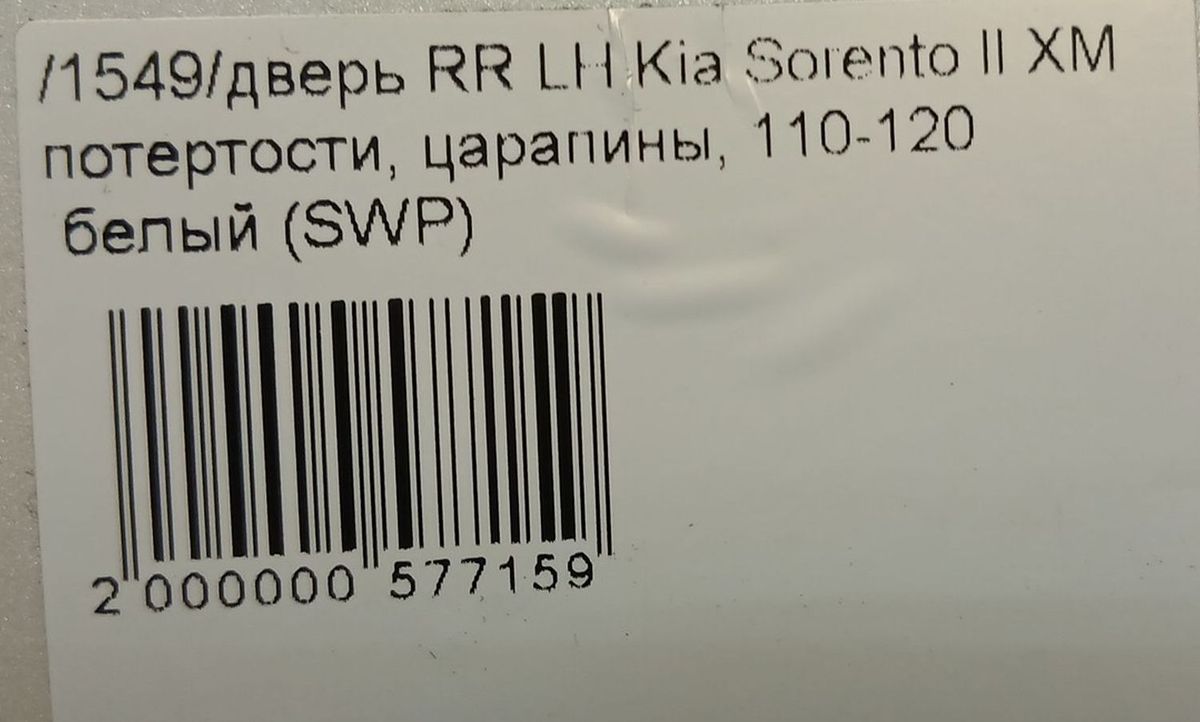 /1549/дверь RR LH Kia Sorento II XM
потертости, царапины, 110-120
белый (SWP)
2 000000 577159